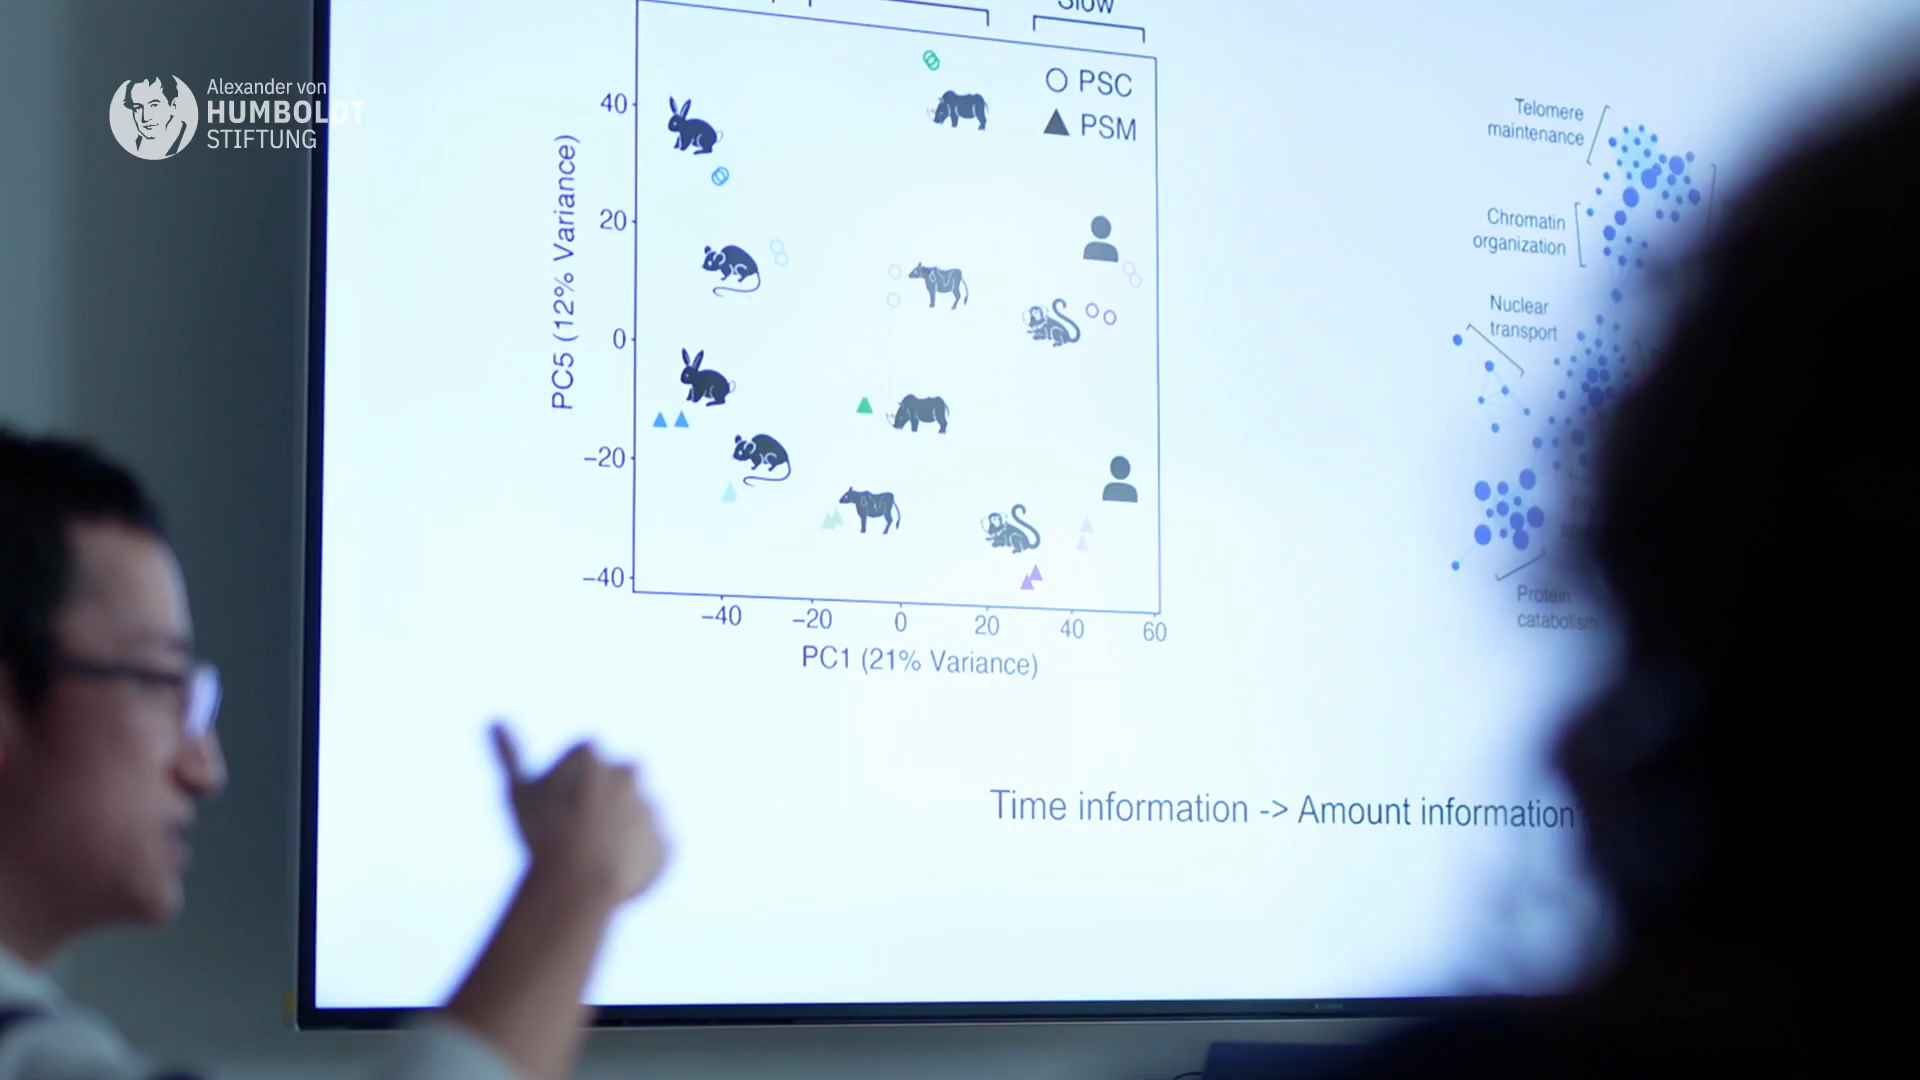 Alexander von
HUMBOLDT
STIFTUNG
Slow
PSC
PSM
40
20
0
−20
−40
PC5 (12% Variance)
−40
−20
0
20
40
60
PC1 (21% Variance)
Telomere
maintenance
Chromatin
organization
Nuclear
transport
Protein
catabolism
Time information -> Amount information